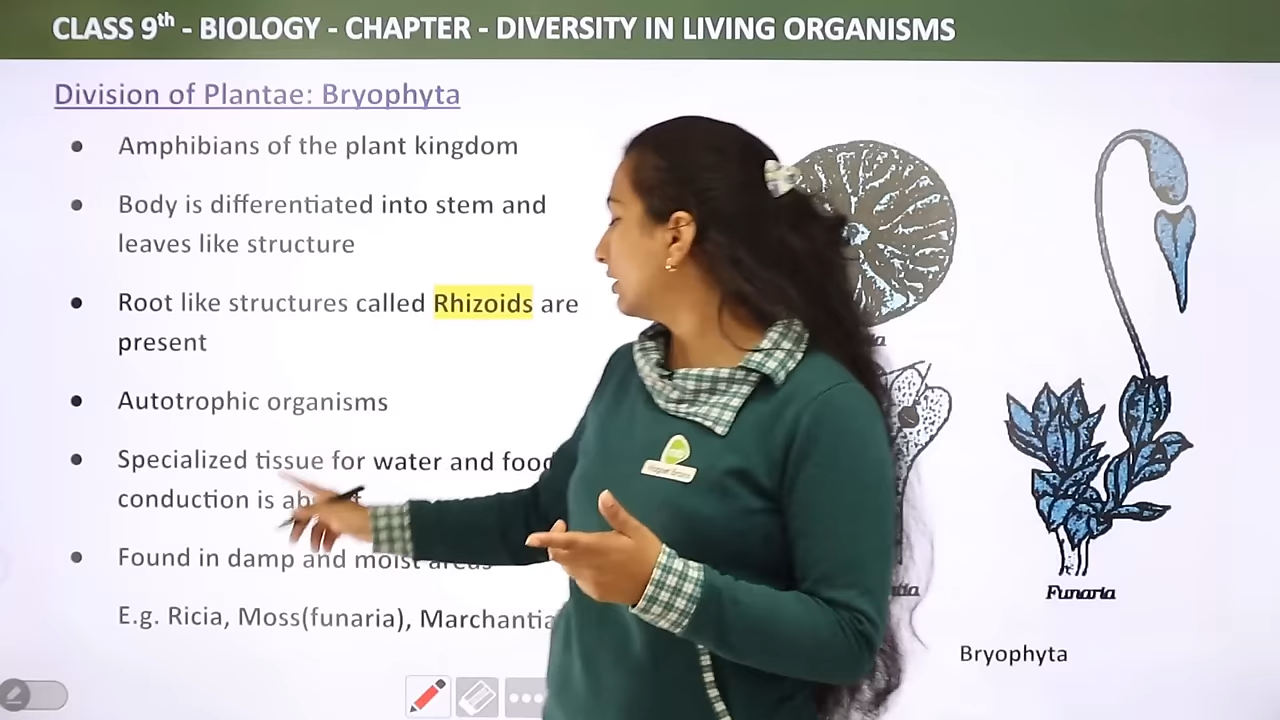 CLASS 9th - BIOLOGY - CHAPTER - DIVERSITY IN LIVING ORGANISMS
Division of Plantae: Bryophyta
Amphibians of the plant kingdom
Body is differentiated into stem and
leaves like structure
Root like structures called Rhizoids are
present
Autotrophic organisms
Specialized tissue for water and food
conduction is
Found in damp and moist areas
E.g. Ricia, Moss(funaria), Marchantia
Funaria
Bryophyta